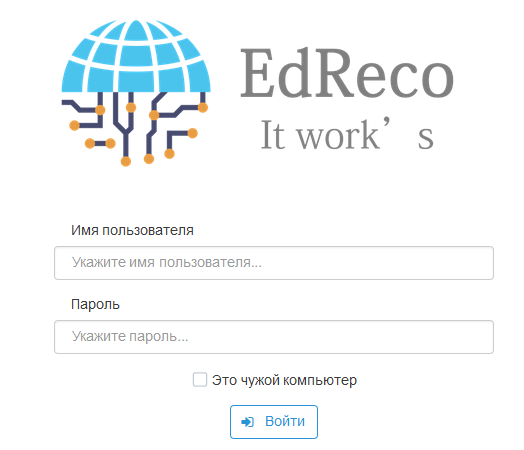 EdReco
It work’s
Имя пользователя
Укажите имя пользователя...
Пароль
Укажите пароль...
Это чужой компьютер
Войти